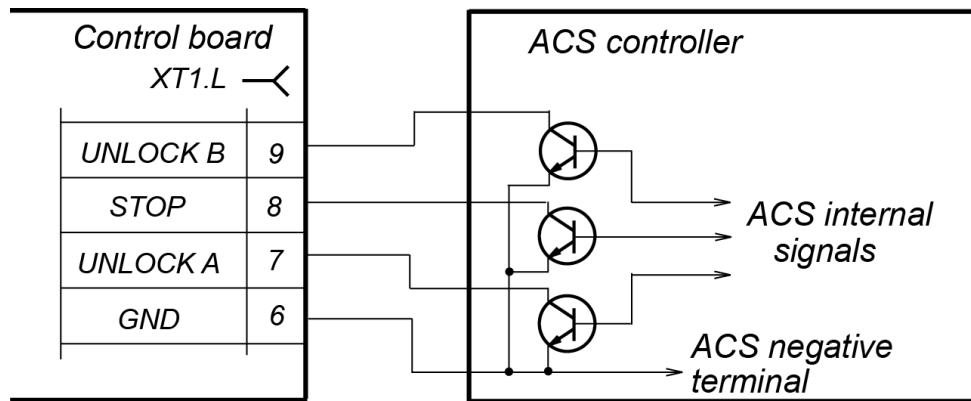 Control board
XT1.L
UNLOCK B 9
STOP 8
UNLOCK A 7
GND 6
ACS controller
ACS internal
signals
ACS negative
terminal